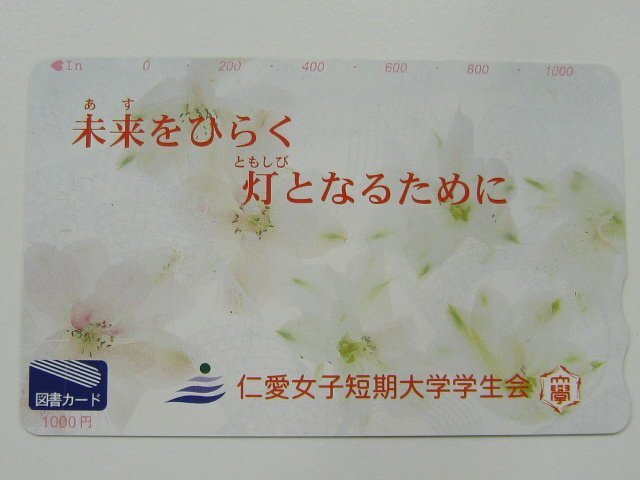 In 0 ・ 200 ・ 400 ・ 600 ・ 800 ・ 1000
あ す
未来をひらく
ともしび
灯となるために
図書カード
仁愛女子短期大学学生会
大學
1000円